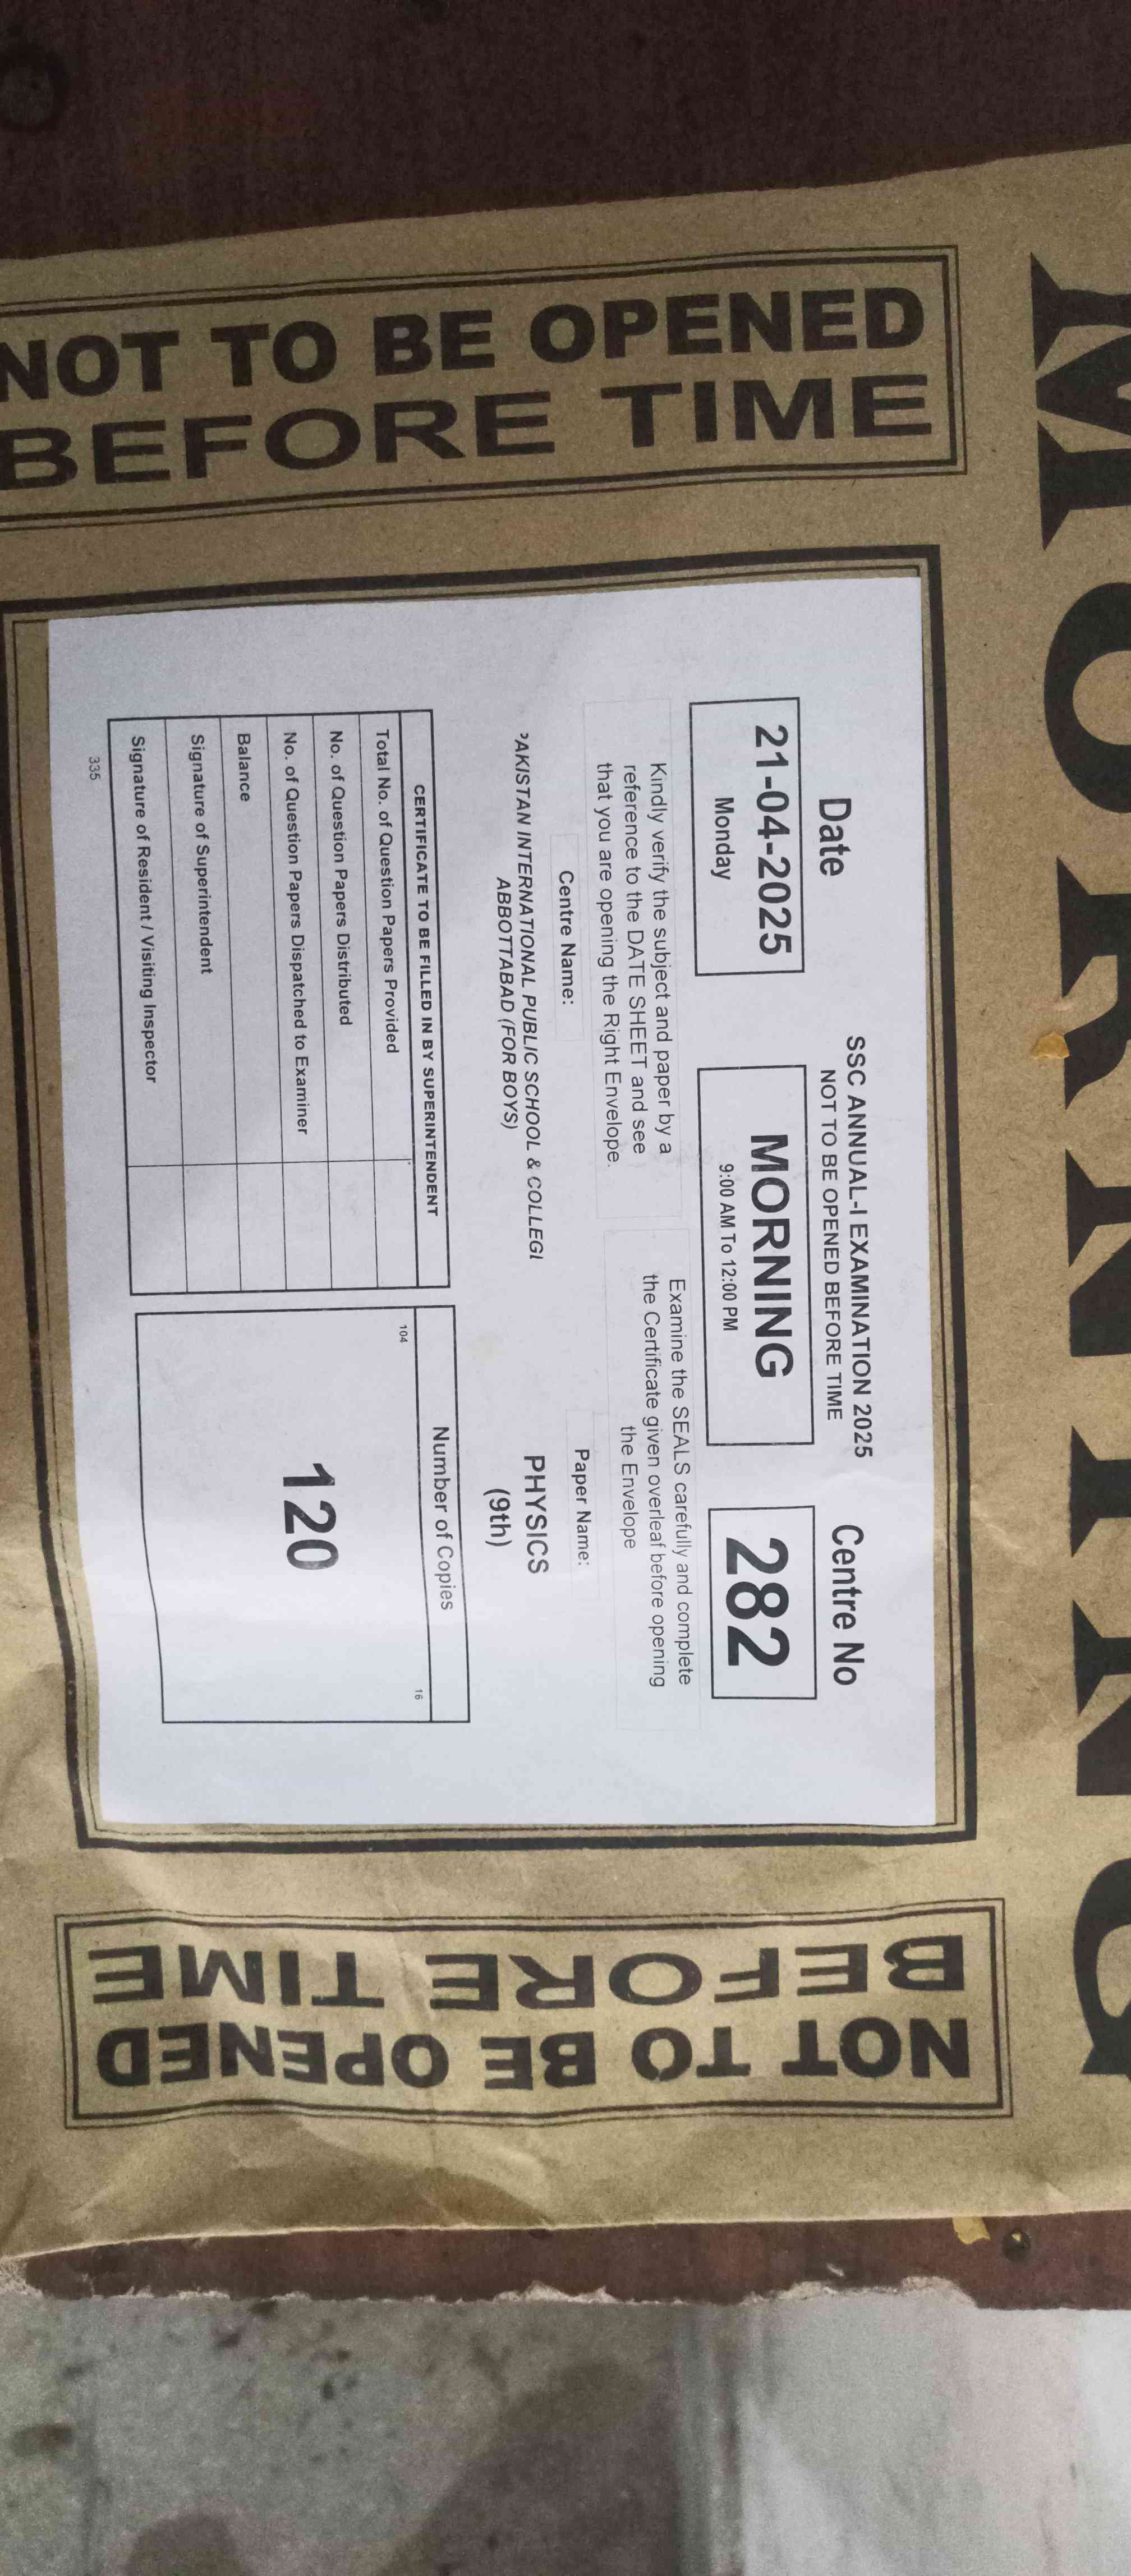 MORNING
NOT TO BE OPENED
BEFORE TIME
SSC ANNUAL-I EXAMINATION 2025
NOT TO BE OPENED BEFORE TIME
Date
21-04-2025
Monday
MORNING
9:00 AM To 12:00 PM
Centre No
282
Kindly verify the subject and paper by a
reference to the DATE SHEET and see
that you are opening the Right Envelope.
Examine the SEALS carefully and complete
the Certificate given overleaf before opening
the Envelope
Centre Name:
PAKISTAN INTERNATIONAL PUBLIC SCHOOL & COLLEGE
ABBOTTABAD (FOR BOYS)
Paper Name:
PHYSICS
(9th)
CERTIFICATE TO BE FILLED IN BY SUPERINTENDENT
Total No. of Question Papers Provided
No. of Question Papers Distributed
No. of Question Papers Dispatched to Examiner
Balance
Signature of Superintendent
Signature of Resident / Visiting Inspector
335
Number of Copies
104
16
120
NOT TO BE OPENED
BEFORE TIME